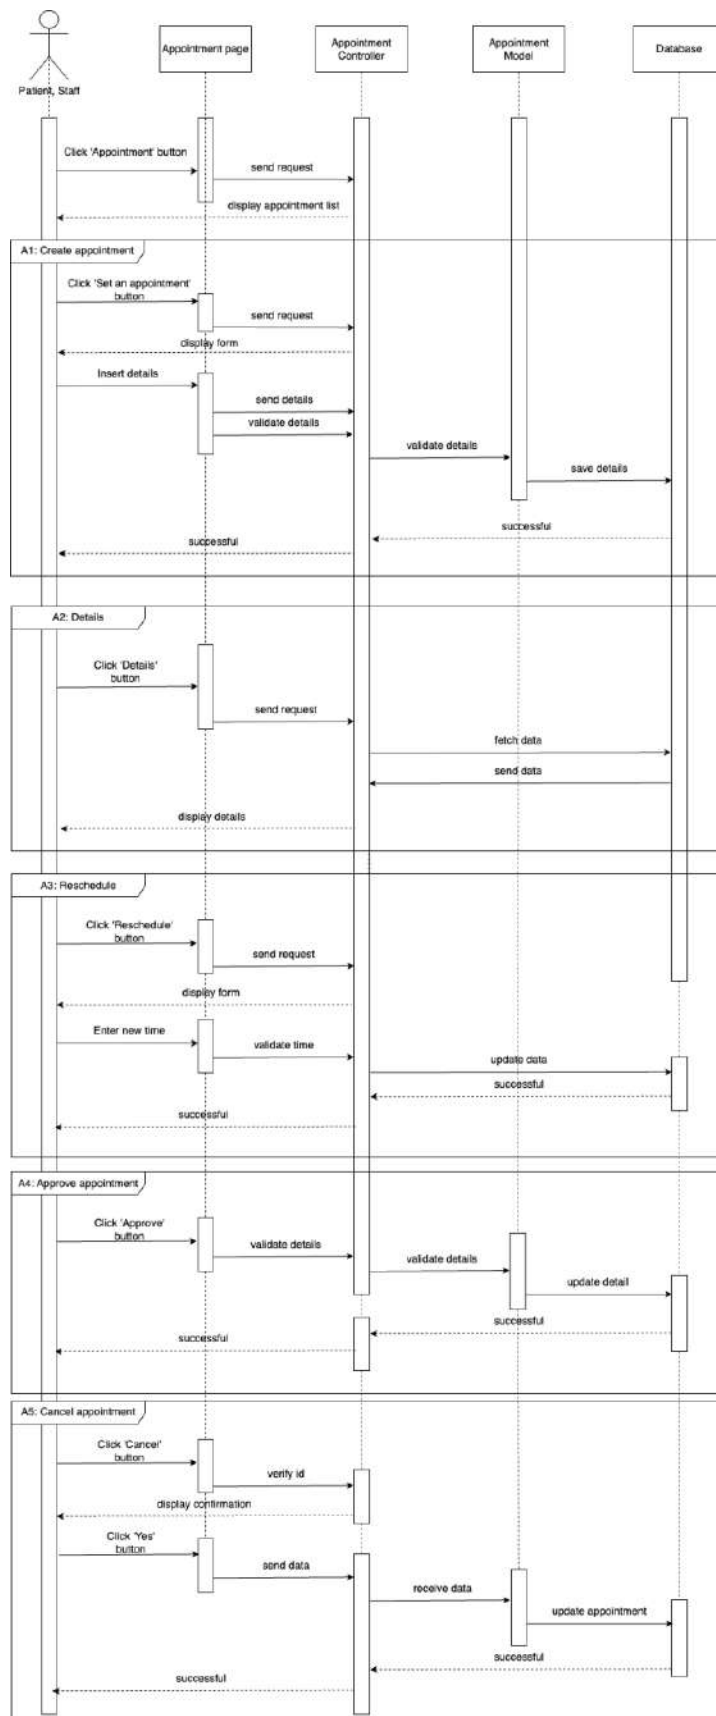 Patient, Staff
Appointment page
Appointment
Controller
Appointment
Model
Database
Click 'Appointment' button
send request
display appointment list
A1: Create appointment
Click 'Set an appointment'
button
send request
display form
Insert details
send details
validate details
validate details
save details
successful
successful
A2: Details
Click 'Details'
button
send request
fetch data
send data
display details
A3: Reschedule
Click 'Reschedule'
button
send request
display form
Enter new time
validate time
update data
successful
successful
A4: Approve appointment
Click 'Approve'
button
validate details
validate details
update detail
successful
successful
A5: Cancel appointment
Click 'Cancel'
button
verify id
display confirmation
Click 'Yes'
button
send data
receive data
update appointment
successful
successful